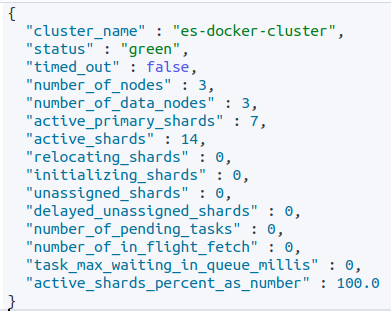 {
  "cluster_name" : "es-docker-cluster",
  "status" : "green",
  "timed_out" : false,
  "number_of_nodes" : 3,
  "number_of_data_nodes" : 3,
  "active_primary_shards" : 7,
  "active_shards" : 14,
  "relocating_shards" : 0,
  "initializing_shards" : 0,
  "unassigned_shards" : 0,
  "delayed_unassigned_shards" : 0,
  "number_of_pending_tasks" : 0,
  "number_of_in_flight_fetch" : 0,
  "task_max_waiting_in_queue_millis" : 0,
  "active_shards_percent_as_number" : 100.0
}